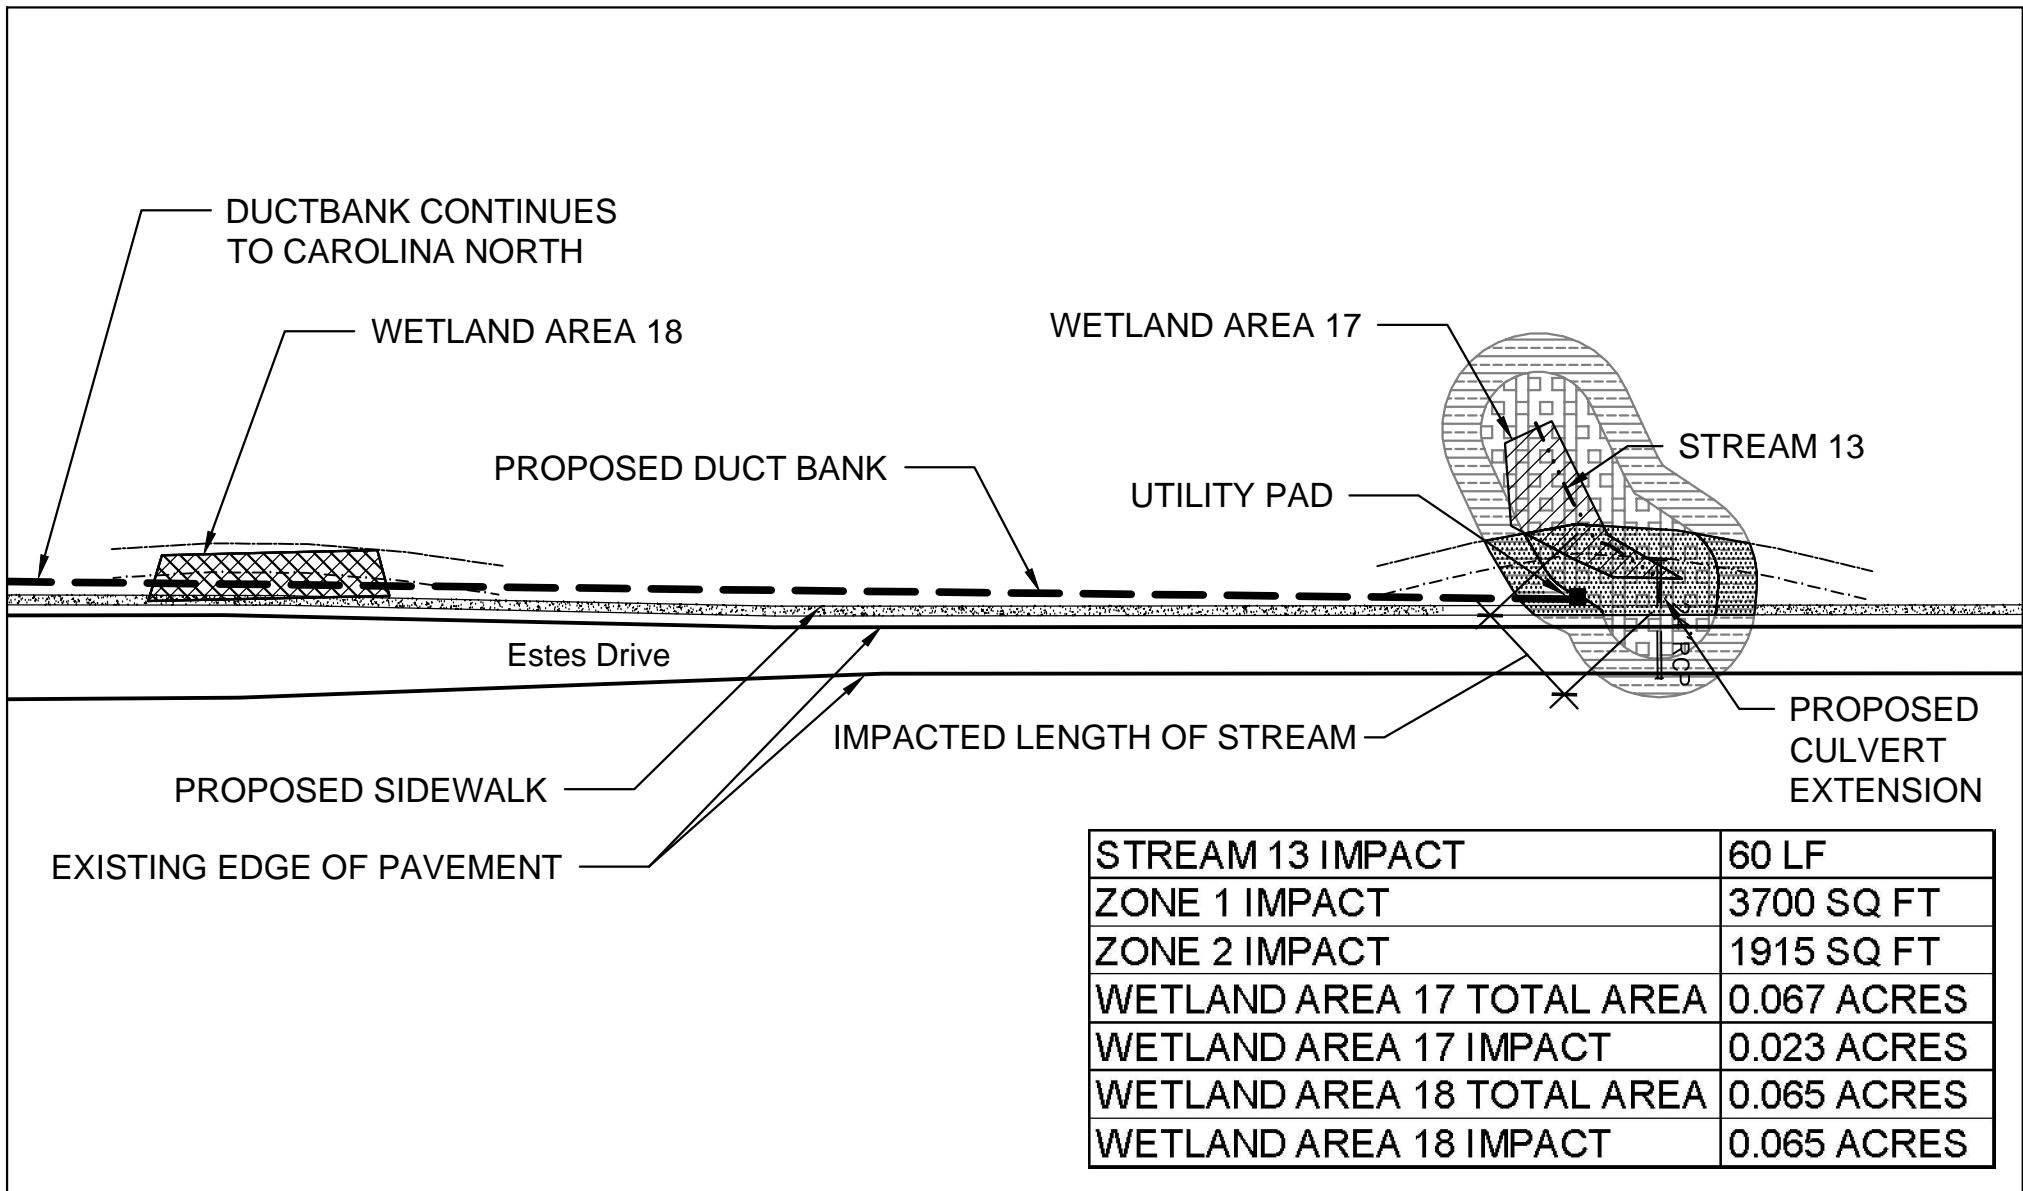 DUCTBANK CONTINUES
TO CAROLINA NORTH
WETLAND AREA 18
WETLAND AREA 17
PROPOSED DUCT BANK
STREAM 13
UTILITY PAD
Estes Drive
RCP
IMPACTED LENGTH OF STREAM
PROPOSED
CULVERT
EXTENSION
PROPOSED SIDEWALK
EXISTING EDGE OF PAVEMENT
STREAM 13 IMPACT 60 LF
ZONE 1 IMPACT 3700 SQ FT
ZONE 2 IMPACT 1915 SQ FT
WETLAND AREA 17 TOTAL AREA 0.067 ACRES
WETLAND AREA 17 IMPACT 0.023 ACRES
WETLAND AREA 18 TOTAL AREA 0.065 ACRES
WETLAND AREA 18 IMPACT 0.065 ACRES